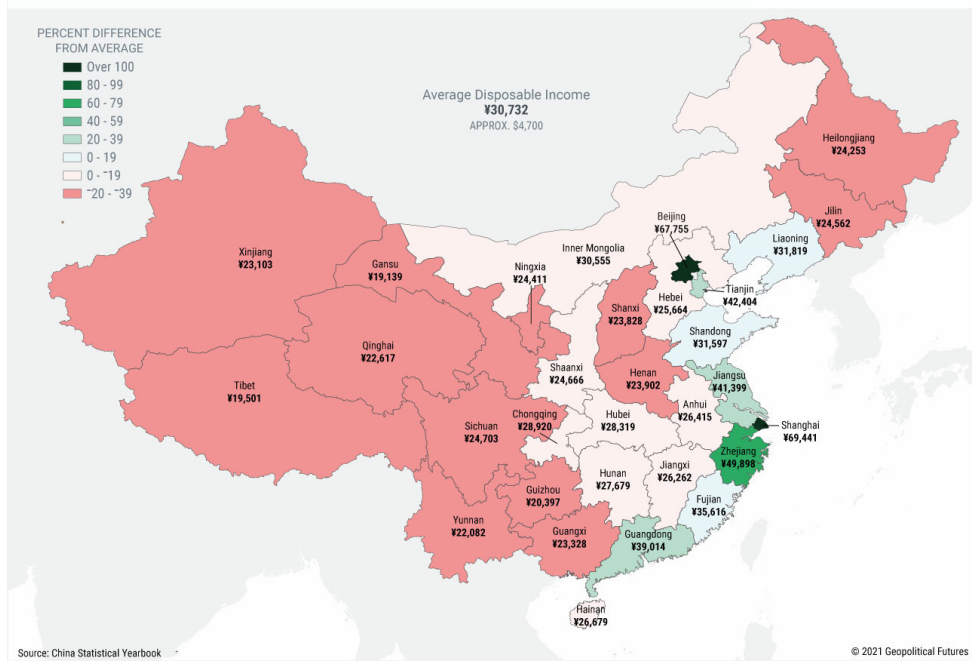 PERCENT DIFFERENCE
FROM AVERAGE
Over 100
80 - 99
60 - 79
40 - 59
20 - 39
0 - 19
0 - ‾19
‾20 - ‾39
Average Disposable Income
¥30,732
APPROX. $4,700
Heilongjiang
¥24,253
Jilin
¥24,562
Beijing
¥67,755
Liaoning
¥31,819
Inner Mongolia
¥30,555
Xinjiang
¥23,103
Gansu
¥19,139
Ningxia
¥24,411
Tianjin
¥42,404
Hebei
¥25,664
Shanxi
¥23,828
Shandong
¥31,597
Qinghai
¥22,617
Shaanxi
¥24,666
Henan
¥23,902
Jiangsu
¥41,399
Tibet
¥19,501
Anhui
¥26,415
Chongqing
¥28,920
Hubei
¥28,319
Sichuan
¥24,703
Shanghai
¥69,441
Zhejiang
¥49,898
Hunan
¥27,679
Jiangxi
¥26,262
Guizhou
¥20,397
Fujian
¥35,616
Yunnan
¥22,082
Guangxi
¥23,328
Guangdong
¥39,014
Hainan
¥26,679
Source: China Statistical Yearbook
© 2021 Geopolitical Futures